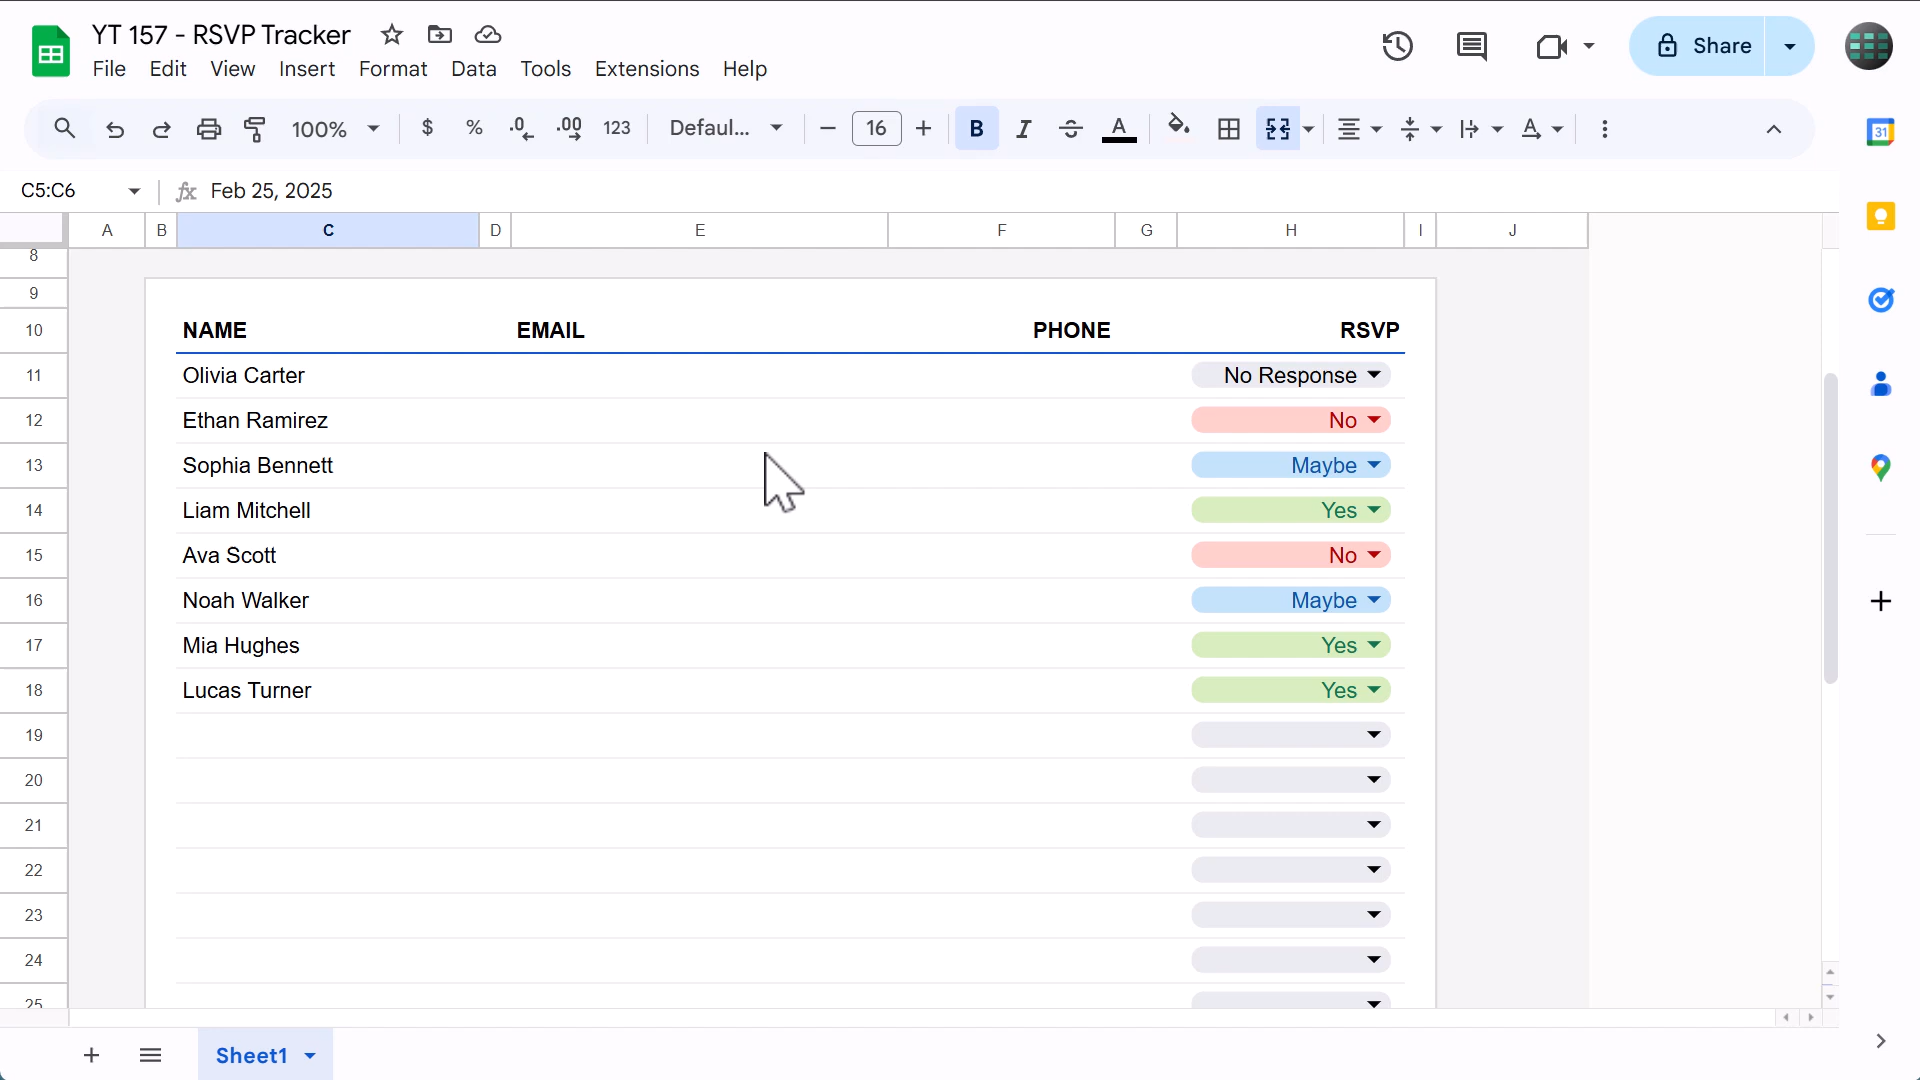 YT 157 - RSVP Tracker
File Edit View Insert Format Data Tools Extensions Help
Share
100% $ % .0 .00 123 Defaul... 16 B I S A A
31
C5:C6 fx Feb 25, 2025
A B C D E F G H I J
8
9
10 NAME EMAIL PHONE RSVP
11 Olivia Carter No Response
12 Ethan Ramirez No
13 Sophia Bennett Maybe
14 Liam Mitchell Yes
15 Ava Scott No
16 Noah Walker Maybe
17 Mia Hughes Yes
18 Lucas Turner Yes
19
20
21
22
23
24
25
Sheet1